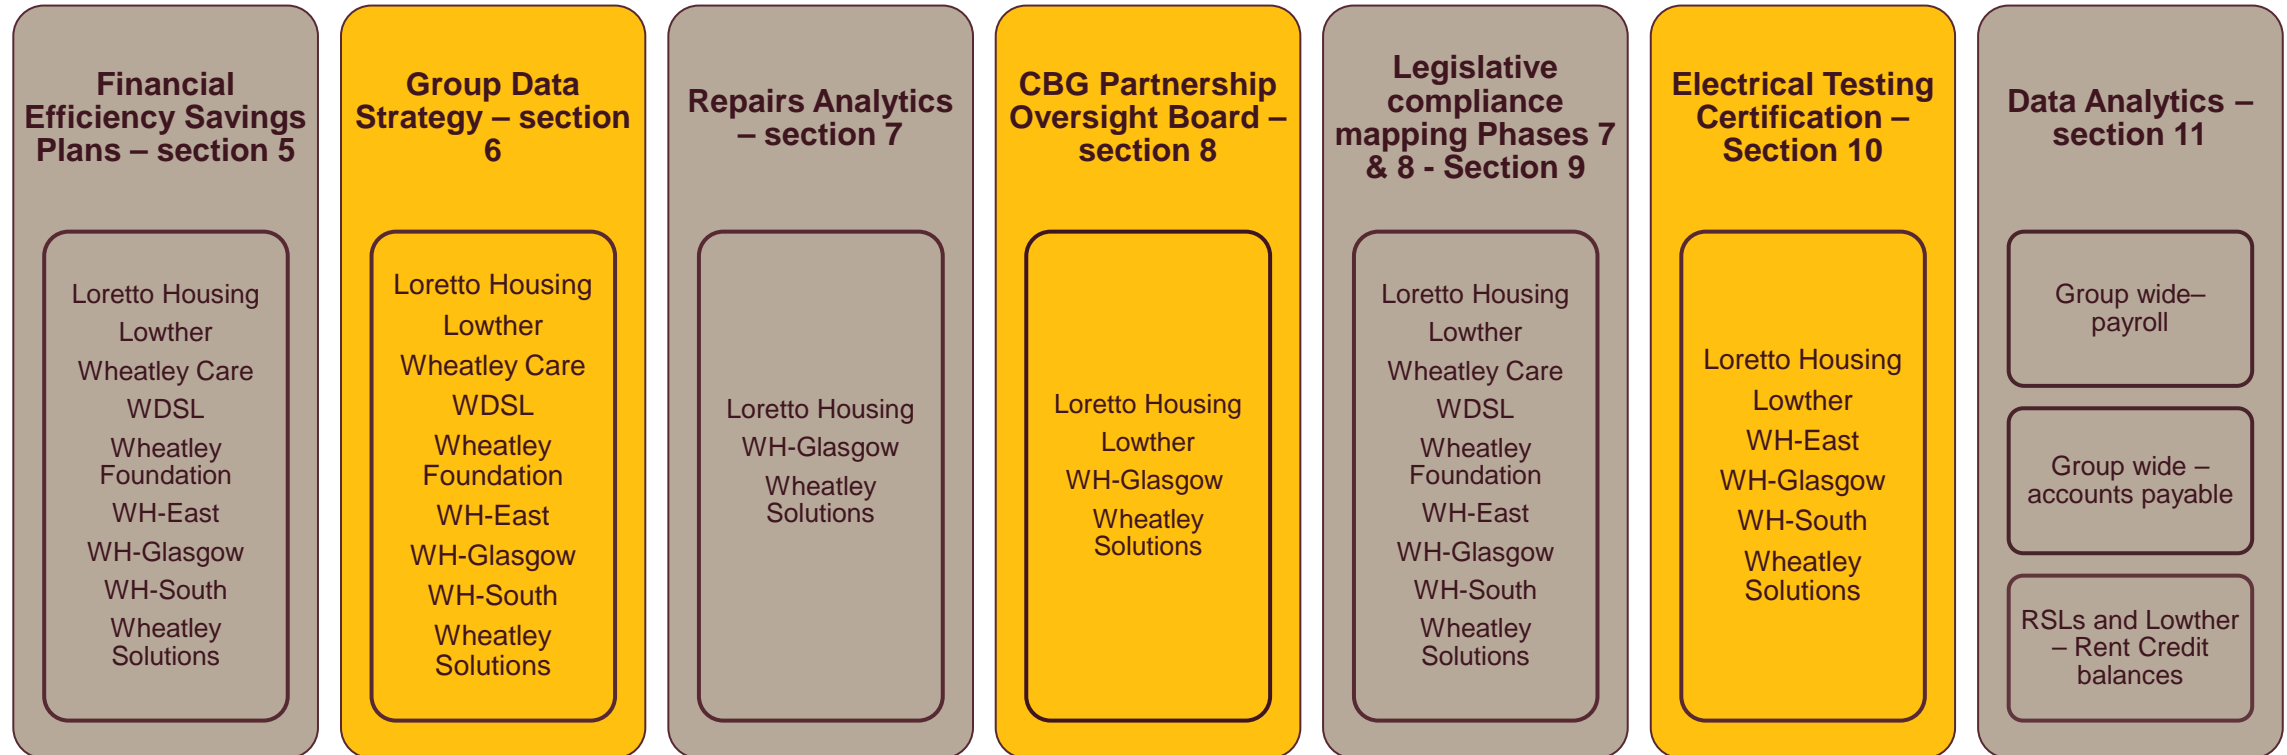 Financial
Efficiency Savings
Plans – section 5
Loretto Housing
Lowther
Wheatley Care
WDSL
Wheatley
Foundation
WH-East
WH-Glasgow
WH-South
Wheatley
Solutions
Group Data
Strategy – section
6
Loretto Housing
Lowther
Wheatley Care
WDSL
Wheatley
Foundation
WH-East
WH-Glasgow
WH-South
Wheatley
Solutions
Repairs Analytics
– section 7
Loretto Housing
WH-Glasgow
Wheatley
Solutions
CBG Partnership
Oversight Board –
section 8
Loretto Housing
Lowther
WH-Glasgow
Wheatley
Solutions
Legislative
compliance
mapping Phases 7
& 8 - Section 9
Loretto Housing
Lowther
Wheatley Care
WDSL
Wheatley
Foundation
WH-East
WH-Glasgow
WH-South
Wheatley
Solutions
Electrical Testing
Certification –
Section 10
Loretto Housing
Lowther
WH-East
WH-Glasgow
WH-South
Wheatley
Solutions
Data Analytics –
section 11
Group wide–
payroll
Group wide –
accounts payable
RSLs and Lowther
– Rent Credit
balances